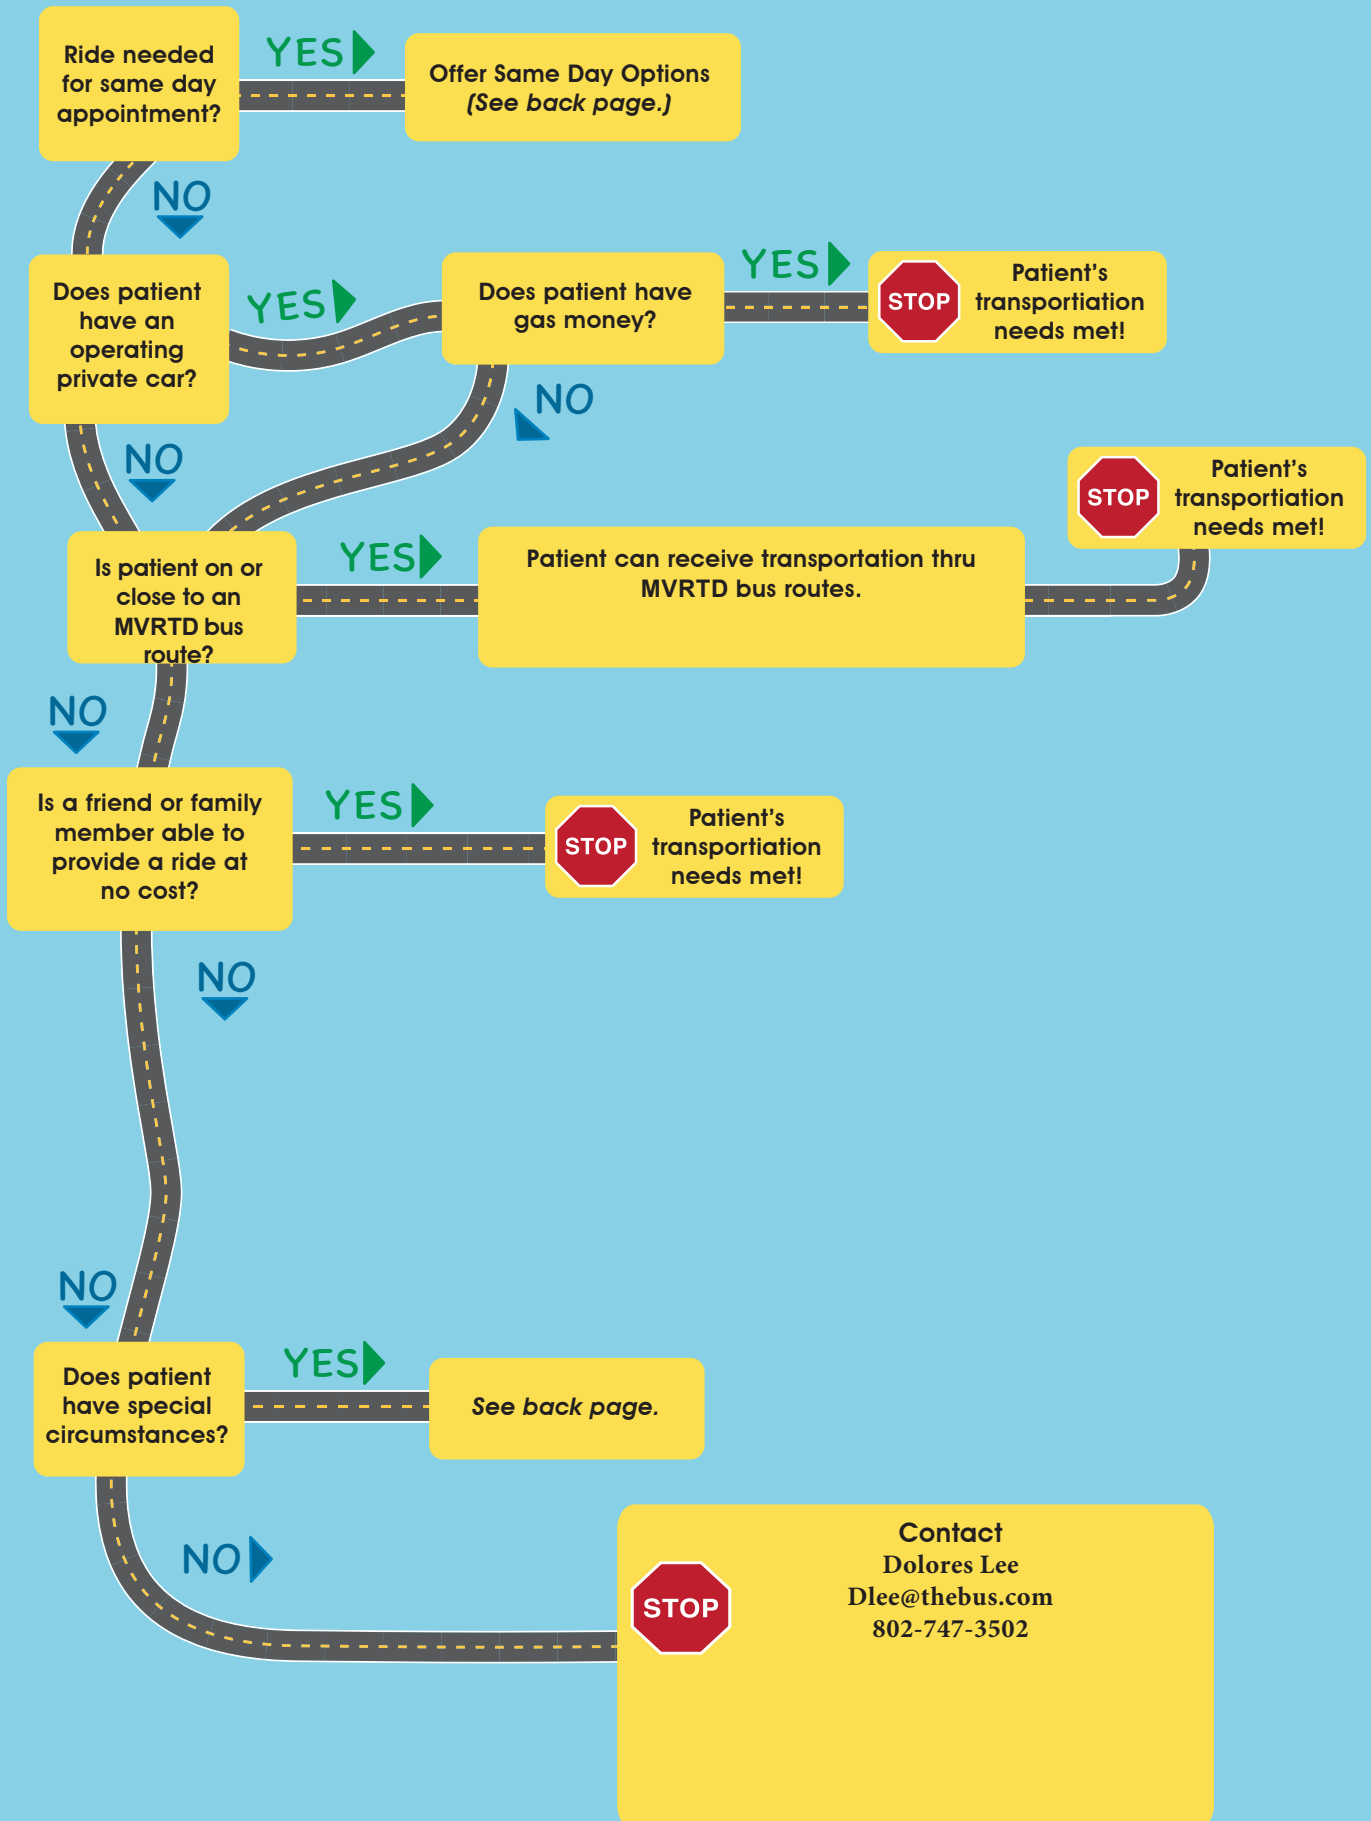 Ride needed
for same day
appointment?
YES
Offer Same Day Options
(See back page.)
NO
Does patient
have an
operating
private car?
YES
Does patient have
gas money?
YES
STOP
Patient's
transportiation
needs met!
NO
NO
Is patient on or
close to an
MVRTD bus
route?
YES
Patient can receive transportation thru
MVRTD bus routes.
STOP
Patient's
transportiation
needs met!
NO
Is a friend or family
member able to
provide a ride at
no cost?
YES
STOP
Patient's
transportiation
needs met!
NO
NO
Does patient
have special
circumstances?
YES
See back page.
NO
STOP
Contact
Dolores Lee
Dlee@thebus.com
802-747-3502